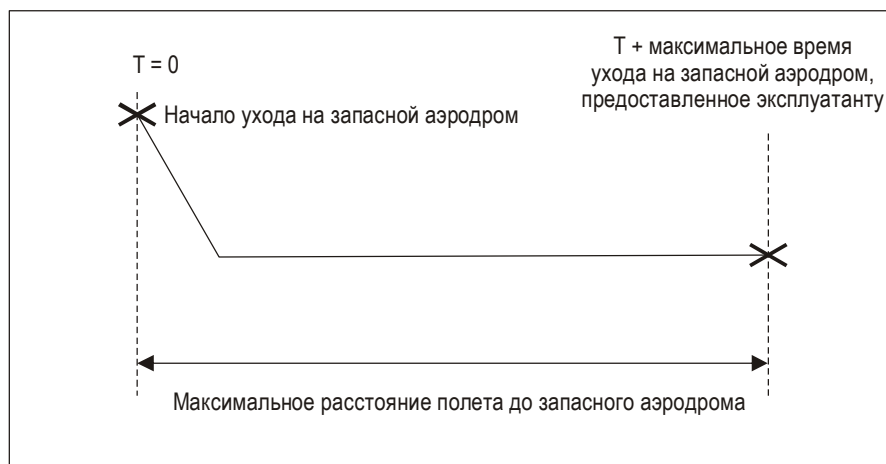 T = 0
T + максимальное время
ухода на запасной аэродром,
предоставленное эксплуатанту
Начало ухода на запасной аэродром
Максимальное расстояние полета до запасного аэродрома